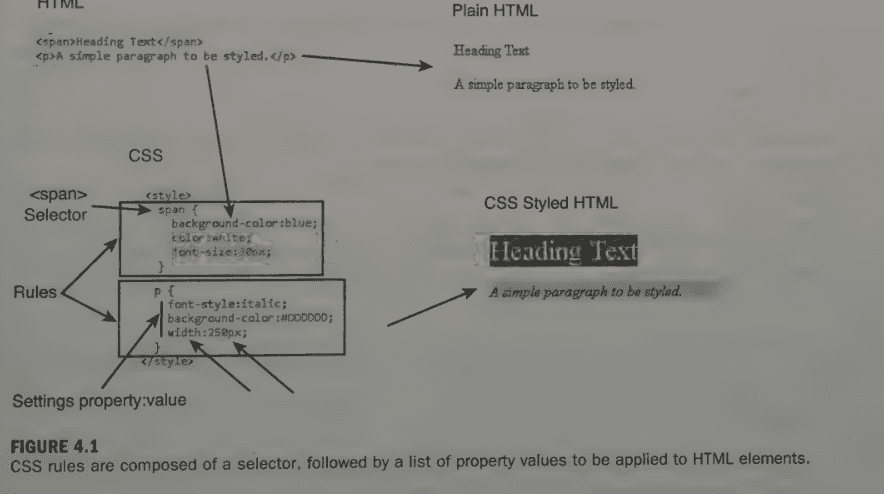 HTML
Plain HTML
<span>Heading Text</span>
<p>A simple paragraph to be styled.</p>
Heading Text
A simple paragraph to be styled.
CSS
<span>
Selector
<style>
span {
background-color:blue;
color:white;
font-size:30px;
}
CSS Styled HTML
Heading Text
A simple paragraph to be styled.
Rules
p {
font-style:italic;
background-color:#DDDDDD;
width:250px;
}
</style>
Settings property:value
FIGURE 4.1
CSS rules are composed of a selector, followed by a list of property values to be applied to HTML elements.